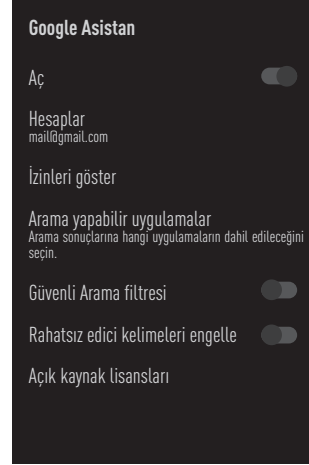 Google Asistan
Aç
Hesaplar
mail@gmail.com
İzinleri göster
Arama yapabilir uygulamalar
Arama sonuçlarına hangi uygulamaların dahil edileceğini
seçin.
Güvenli Arama filtresi
Rahatsız edici kelimeleri engelle
Açık kaynak lisansları